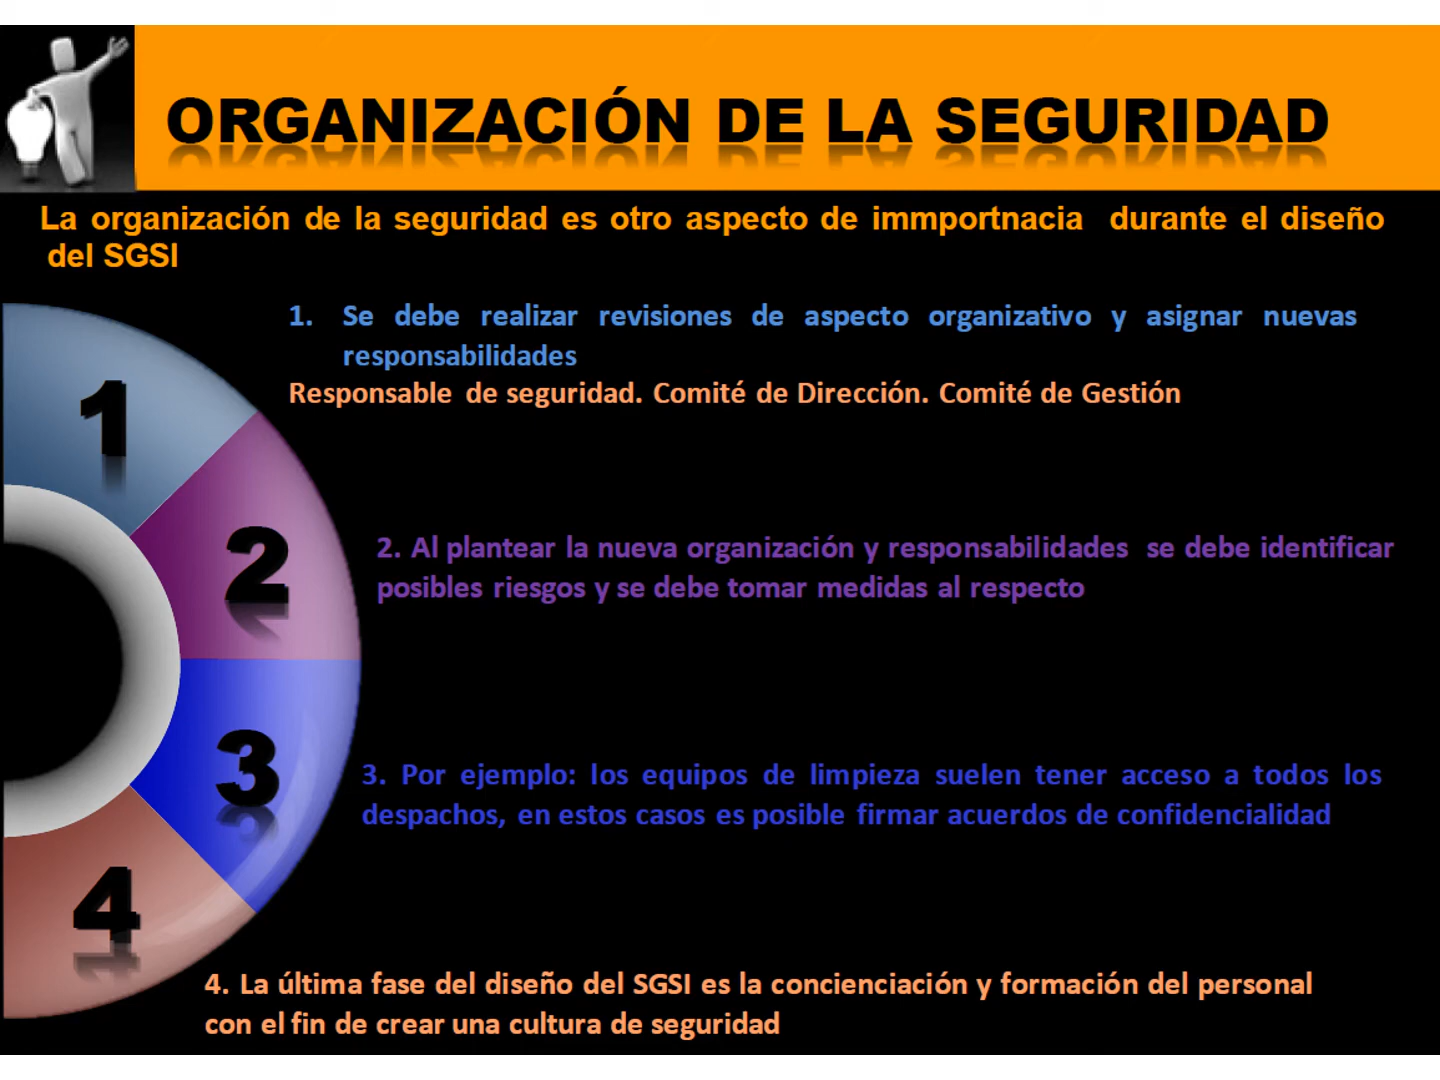 ORGANIZACIÓN DE LA SEGURIDAD
La organización de la seguridad es otro aspecto de immportnacia durante el diseño
del SGSI
1. Se debe realizar revisiones de aspecto organizativo y asignar nuevas
responsabilidades
Responsable de seguridad. Comité de Dirección. Comité de Gestión
1
2
2. Al plantear la nueva organización y responsabilidades se debe identificar
posibles riesgos y se debe tomar medidas al respecto
3
3. Por ejemplo: los equipos de limpieza suelen tener acceso a todos los
despachos, en estos casos es posible firmar acuerdos de confidencialidad
4
4. La última fase del diseño del SGSI es la concienciación y formación del personal
con el fin de crear una cultura de seguridad